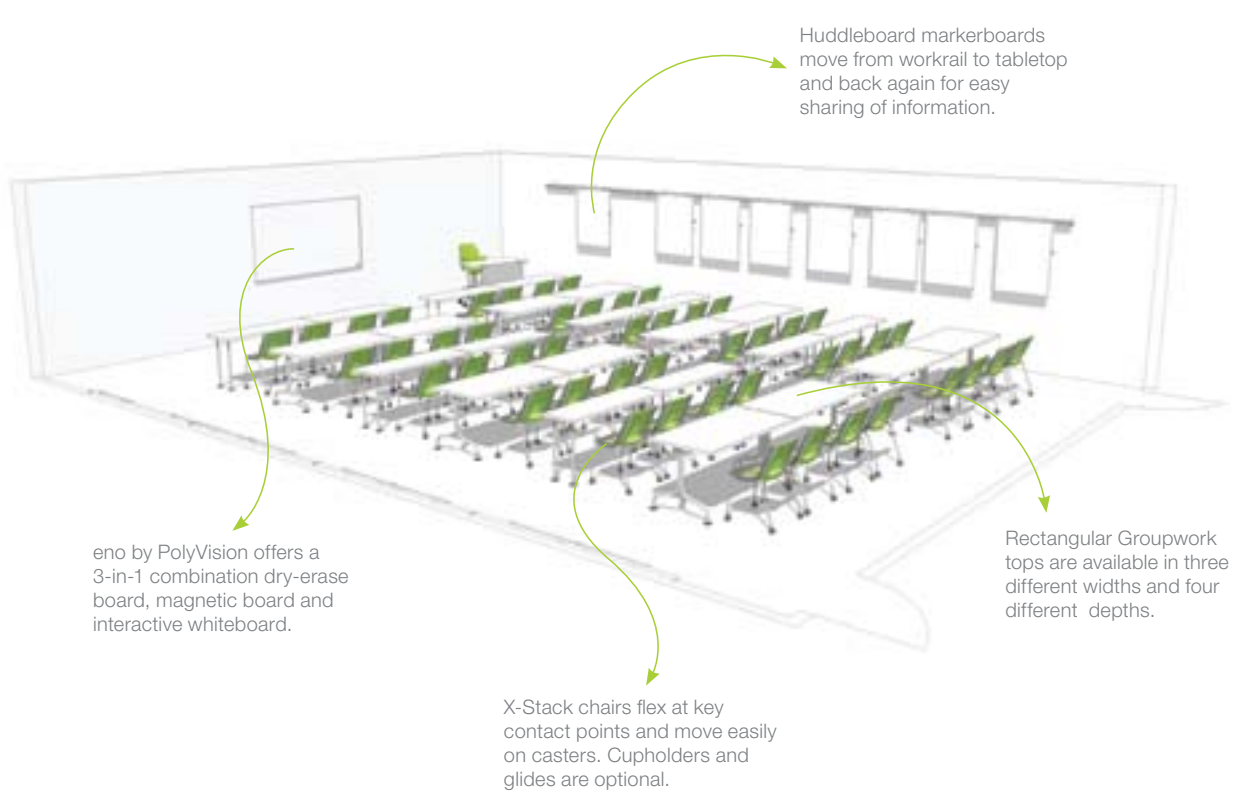 Huddleboard markerboards
move from workrail to tabletop
and back again for easy
sharing of information.
eno by PolyVision offers a
3-in-1 combination dry-erase
board, magnetic board and
interactive whiteboard.
Rectangular Groupwork
tops are available in three
different widths and four
different  depths.
X-Stack chairs flex at key
contact points and move easily
on casters. Cupholders and
glides are optional.